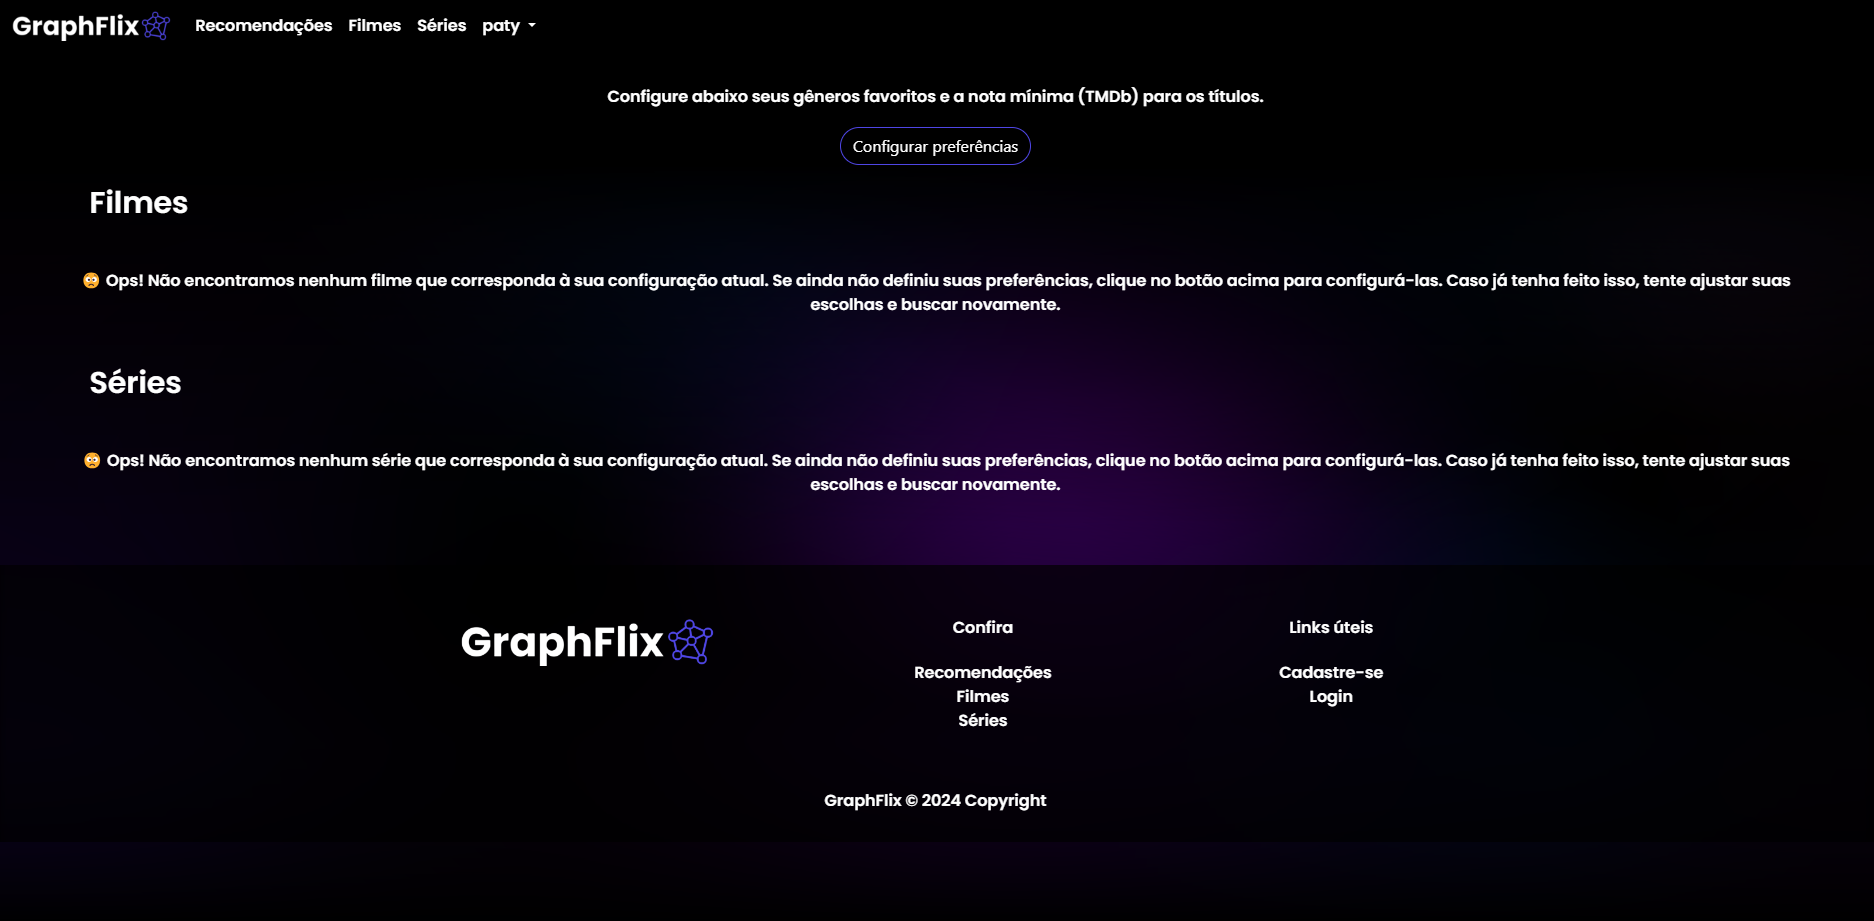 GraphFlix
Recomendações Filmes Séries paty
Configure abaixo seus gêneros favoritos e a nota mínima (TMDb) para os títulos.
Configurar preferências
Filmes
Ops! Não encontramos nenhum filme que corresponda à sua configuração atual. Se ainda não definiu suas preferências, clique no botão acima para configurá-las. Caso já tenha feito isso, tente ajustar suas
escolhas e buscar novamente.
Séries
Ops! Não encontramos nenhum série que corresponda à sua configuração atual. Se ainda não definiu suas preferências, clique no botão acima para configurá-las. Caso já tenha feito isso, tente ajustar suas
escolhas e buscar novamente.
GraphFlix
Confira
Recomendações
Filmes
Séries
Links úteis
Cadastre-se
Login
GraphFlix © 2024 Copyright